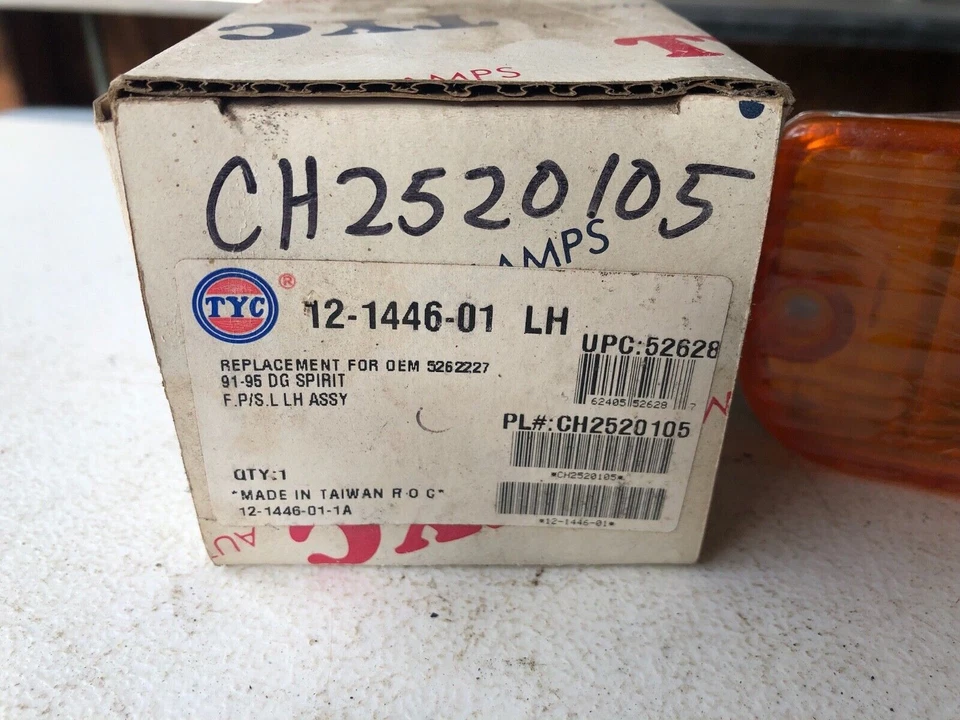 TYC
T
AMPS
CH2520105
AMPS
TYC ® 12-1446-01 LH
UPC:52628
REPLACEMENT FOR OEM 5262227
91-95 DG SPIRIT
F.P/S.L LH ASSY
62405 52628 7
PL#:CH2520105
*CH2520105*
QTY:1
*MADE IN TAIWAN R.O.C*
12-1446-01-1A
*12-1446-01*
AU